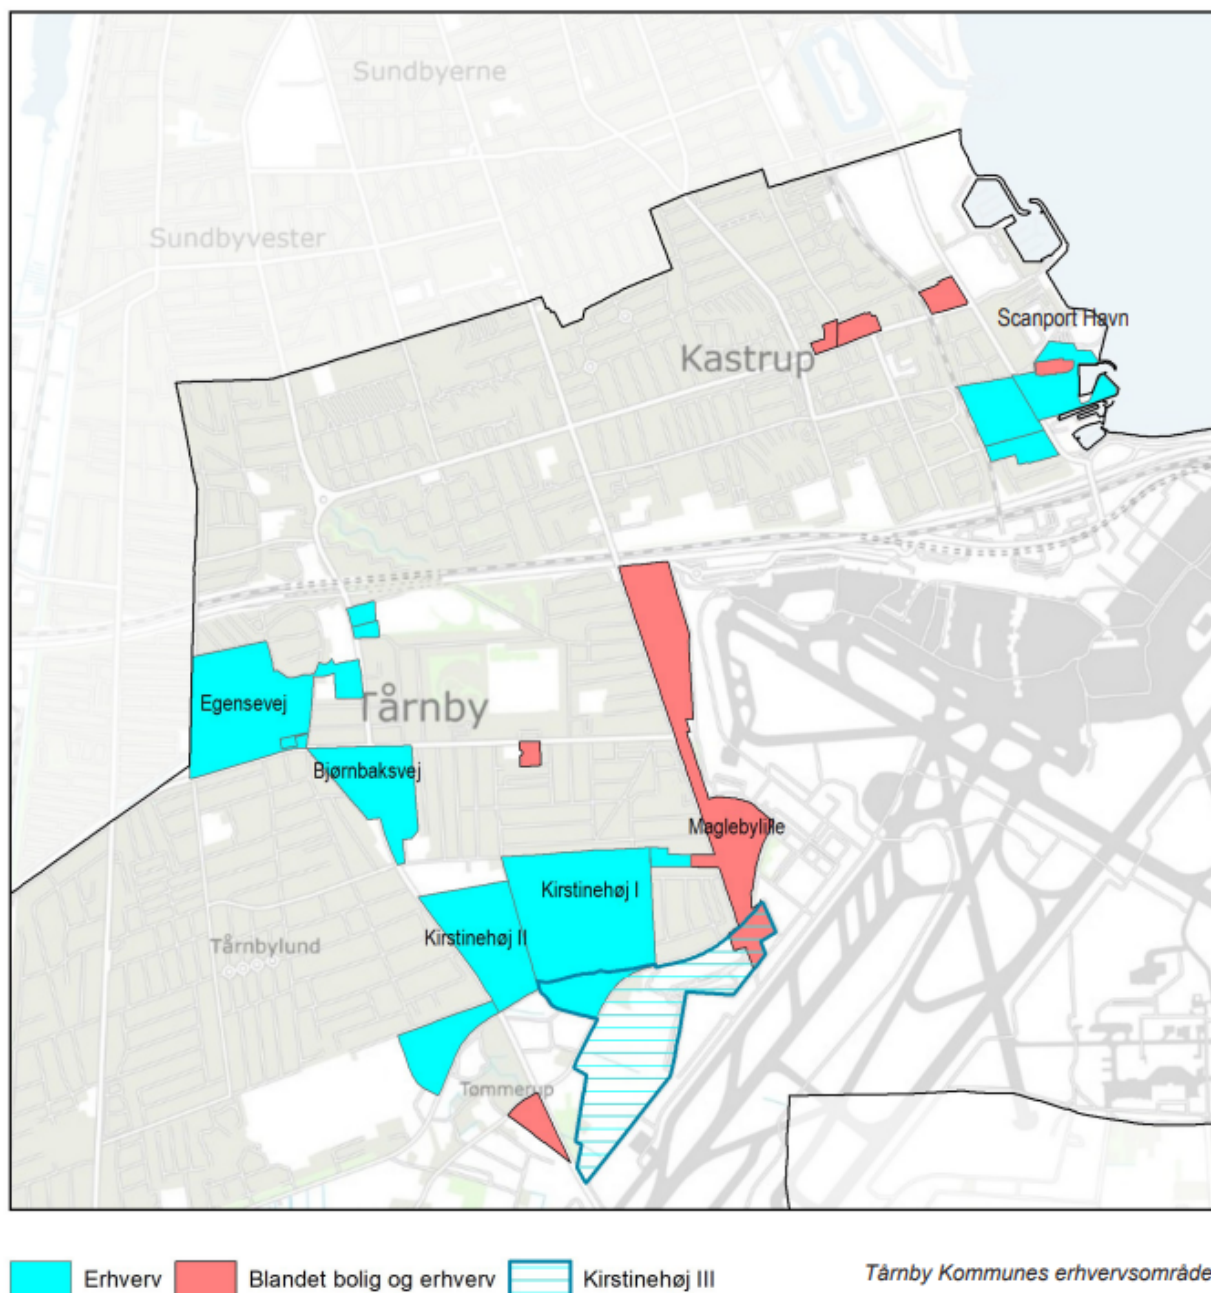 Sundbyerne
Sundbyvester
Scanport Havn
Kastrup
Egensevej
Tårnby
Bjørnbaksvej
Maglebylille
Kirstinehøj I
Kirstinehøj II
Tårnbylund
Tømmerup
Erhverv
Blandet bolig og erhverv
Kirstinehøj III
Tårnby Kommunes erhvervsområde